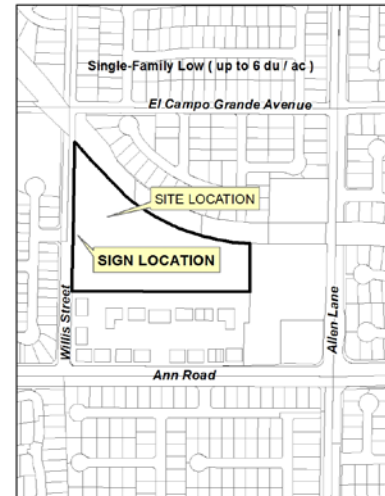 Single-Family Low ( up to 6 du / ac )
El Campo Grande Avenue
SITE LOCATION
SIGN LOCATION
Willis Street
Allen Lane
Ann Road